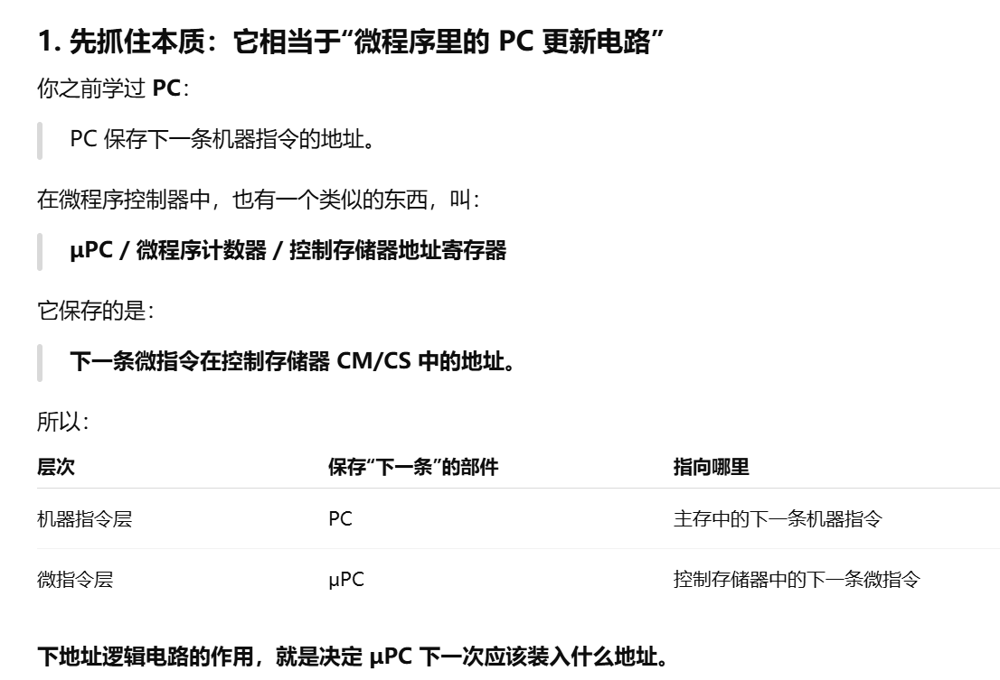 1. 先抓住本质：它相当于“微程序里的 PC 更新电路”
你之前学过 PC：
PC 保存下一条机器指令的地址。
在微程序控制器中，也有一个类似的东西，叫：
μPC / 微程序计数器 / 控制存储器地址寄存器
它保存的是：
下一条微指令在控制存储器 CM/CS 中的地址。
所以：
层次 保存“下一条”的部件 指向哪里
机器指令层 PC 主存中的下一条机器指令
微指令层 μPC 控制存储器中的下一条微指令
下地址逻辑电路的作用，就是决定 μPC 下一次应该装入什么地址。